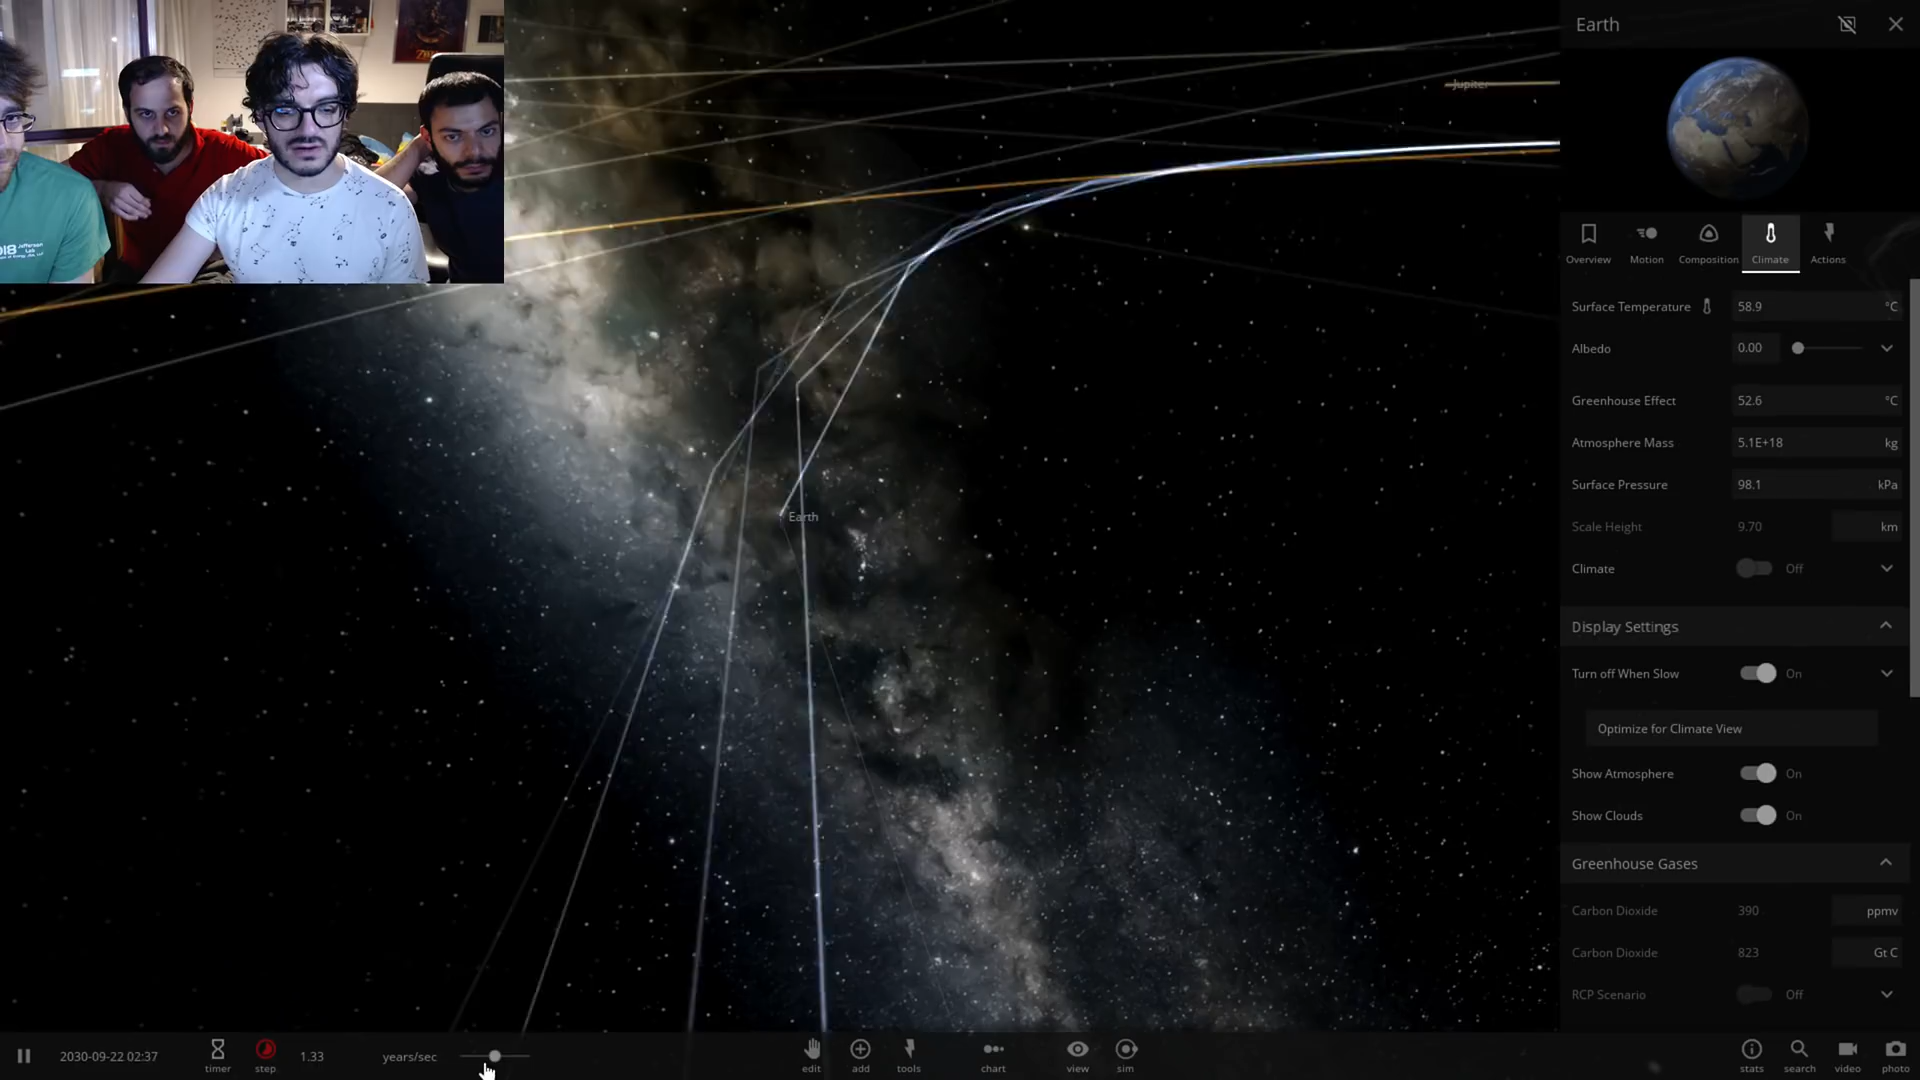 Earth
Jupiter
Overview
Motion
Composition
Climate
Actions
Surface Temperature 58.9 °C
Albedo 0.00
Greenhouse Effect 52.6 °C
Atmosphere Mass 5.1E+18 kg
Surface Pressure 98.1 kPa
Earth
Scale Height 9.70 km
Climate Off
Display Settings
Turn off When Slow On
Optimize for Climate View
Show Atmosphere On
Show Clouds On
Greenhouse Gases
Carbon Dioxide 390 ppmv
Carbon Dioxide 823 Gt C
RCP Scenario Off
2030-09-22 02:37
timer
step
1.33
years/sec
edit
add
tools
chart
view
sim
stats
search
video
photo